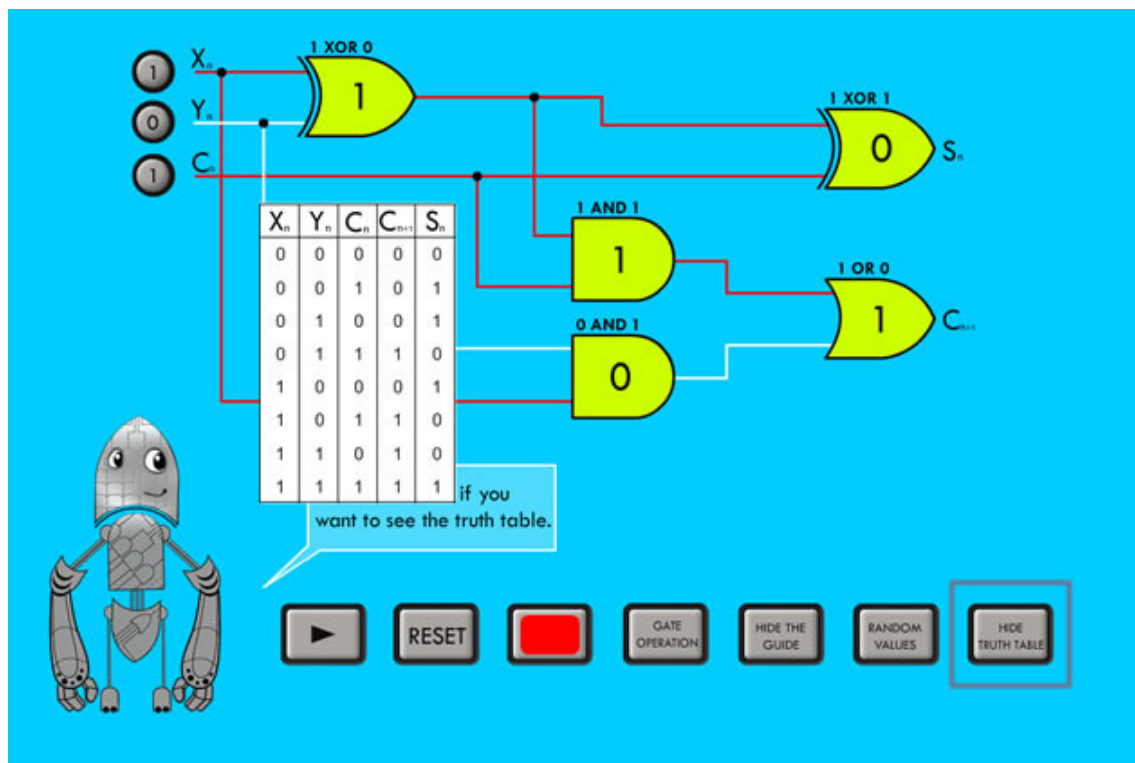 1 XOR 0
1
Xₙ
1
0
Yₙ
1 XOR 1
0
Sₙ
1
Cₙ
1 AND 1
1
Xₙ Yₙ Cₙ Cₙ₊₁ Sₙ
0 0 0 0 0
0 0 1 0 1
0 1 0 0 1
0 1 1 1 0
1 0 0 0 1
1 0 1 1 0
1 1 0 1 0
1 1 1 1 1
1 OR 0
1
Cₙ₊₁
0 AND 1
0
if you
want to see the truth table.
RESET
GATE
OPERATION
HIDE THE
GUIDE
RANDOM
VALUES
HIDE
TRUTH TABLE